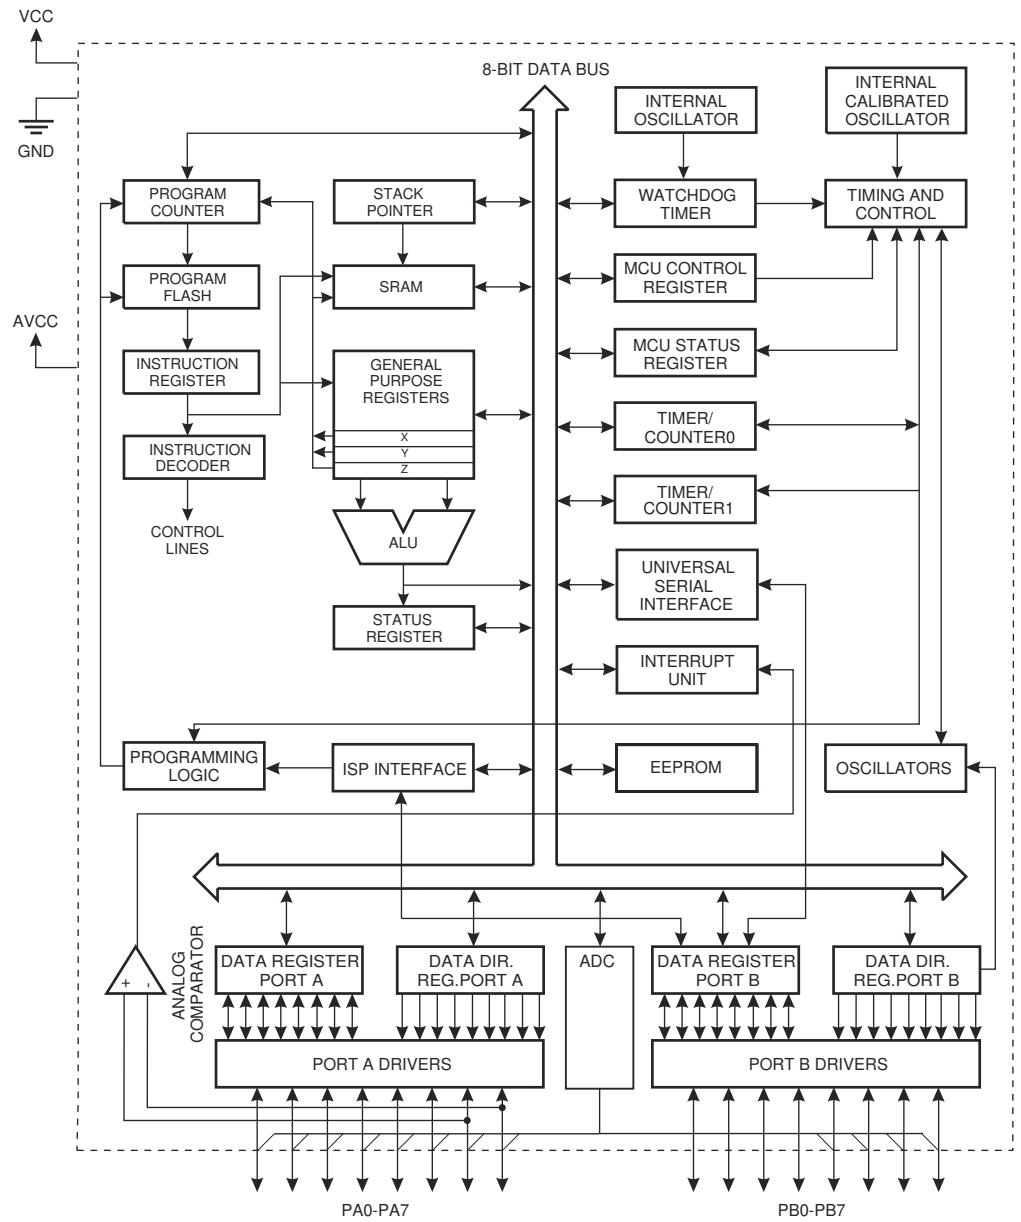 VCC
GND
AVCC
8-BIT DATA BUS
INTERNAL
OSCILLATOR
INTERNAL
CALIBRATED
OSCILLATOR
PROGRAM
COUNTER
STACK
POINTER
WATCHDOG
TIMER
TIMING AND
CONTROL
PROGRAM
FLASH
SRAM
MCU CONTROL
REGISTER
INSTRUCTION
REGISTER
GENERAL
PURPOSE
REGISTERS
X
Y
Z
MCU STATUS
REGISTER
INSTRUCTION
DECODER
TIMER/
COUNTER0
CONTROL
LINES
ALU
TIMER/
COUNTER1
STATUS
REGISTER
UNIVERSAL
SERIAL
INTERFACE
INTERRUPT
UNIT
PROGRAMMING
LOGIC
ISP INTERFACE
EEPROM
OSCILLATORS
+
-
ANALOG
COMPARATOR
DATA REGISTER
PORT A
DATA DIR.
REG.PORT A
ADC
DATA REGISTER
PORT B
DATA DIR.
REG.PORT B
PORT A DRIVERS
PORT B DRIVERS
PA0-PA7
PB0-PB7